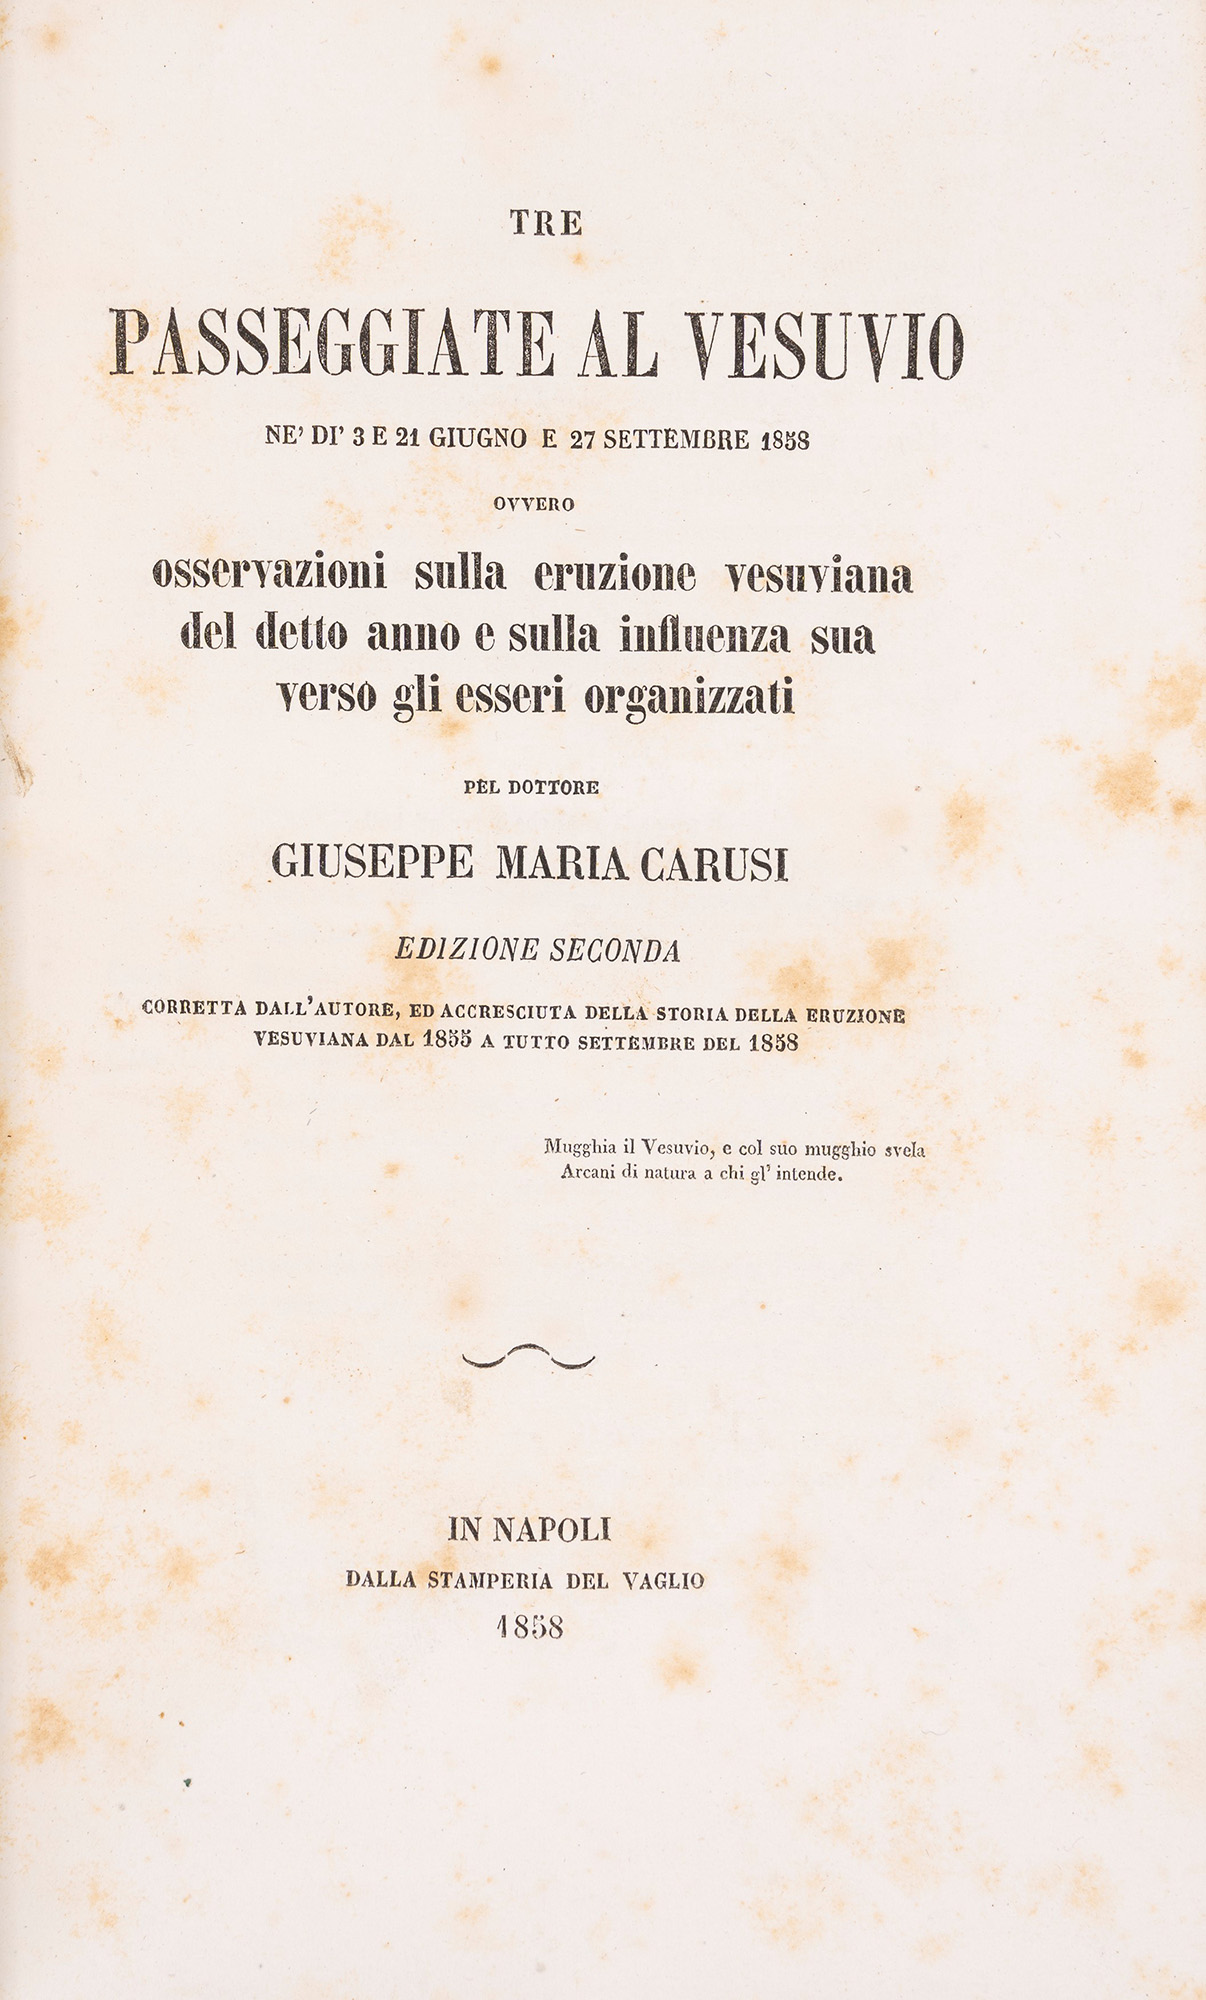 TRE
PASSEGGIATE AL VESUVIO
NE' DI' 3 E 21 GIUGNO E 27 SETTEMBRE 1858
OVVERO
osservazioni sulla eruzione vesuviana
del detto anno e sulla influenza sua
verso gli esseri organizzati
PEL DOTTORE
GIUSEPPE MARIA CARUSI
EDIZIONE SECONDA
CORRETTA DALL'AUTORE, ED ACCRESCIUTA DELLA STORIA DELLA ERUZIONE
VESUVIANA DAL 1855 A TUTTO SETTEMBRE DEL 1858
Mugghia il Vesuvio, e col suo mugghio svela
Arcani di natura a chi gl' intende.
IN NAPOLI
DALLA STAMPERIA DEL VAGLIO
1858